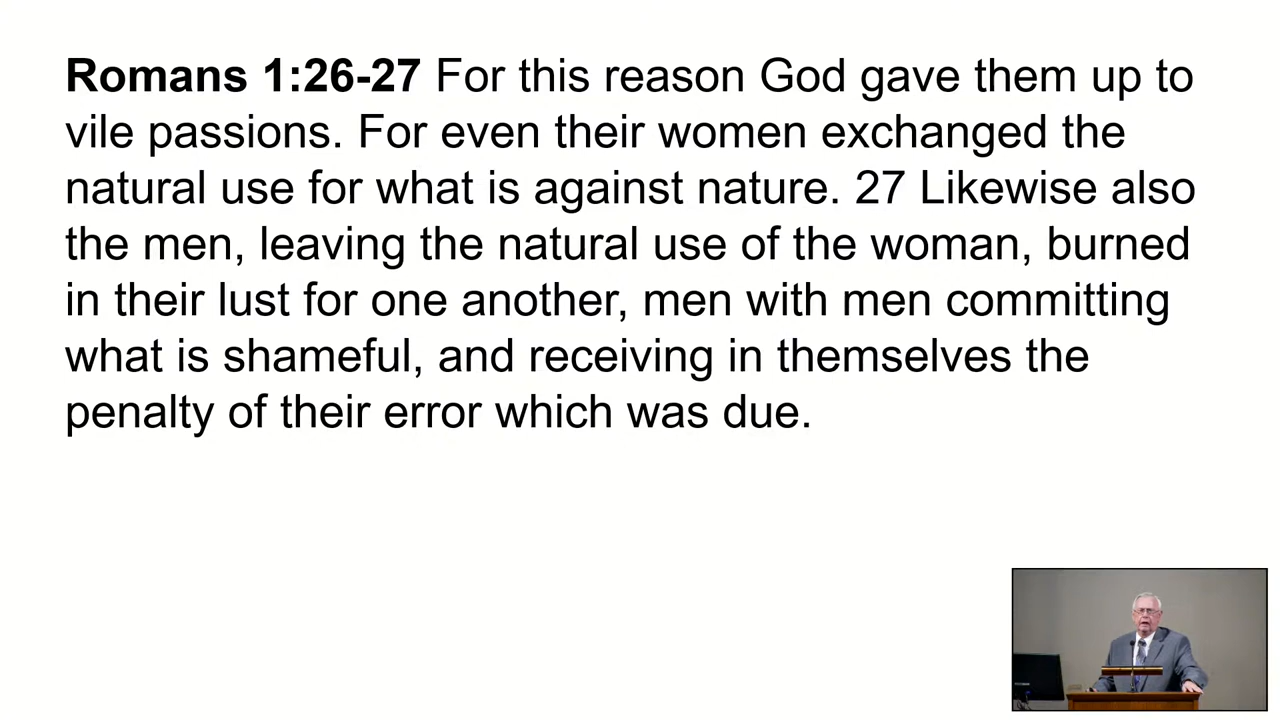 Romans 1:26-27 For this reason God gave them up to
vile passions. For even their women exchanged the
natural use for what is against nature. 27 Likewise also
the men, leaving the natural use of the woman, burned
in their lust for one another, men with men committing
what is shameful, and receiving in themselves the
penalty of their error which was due.